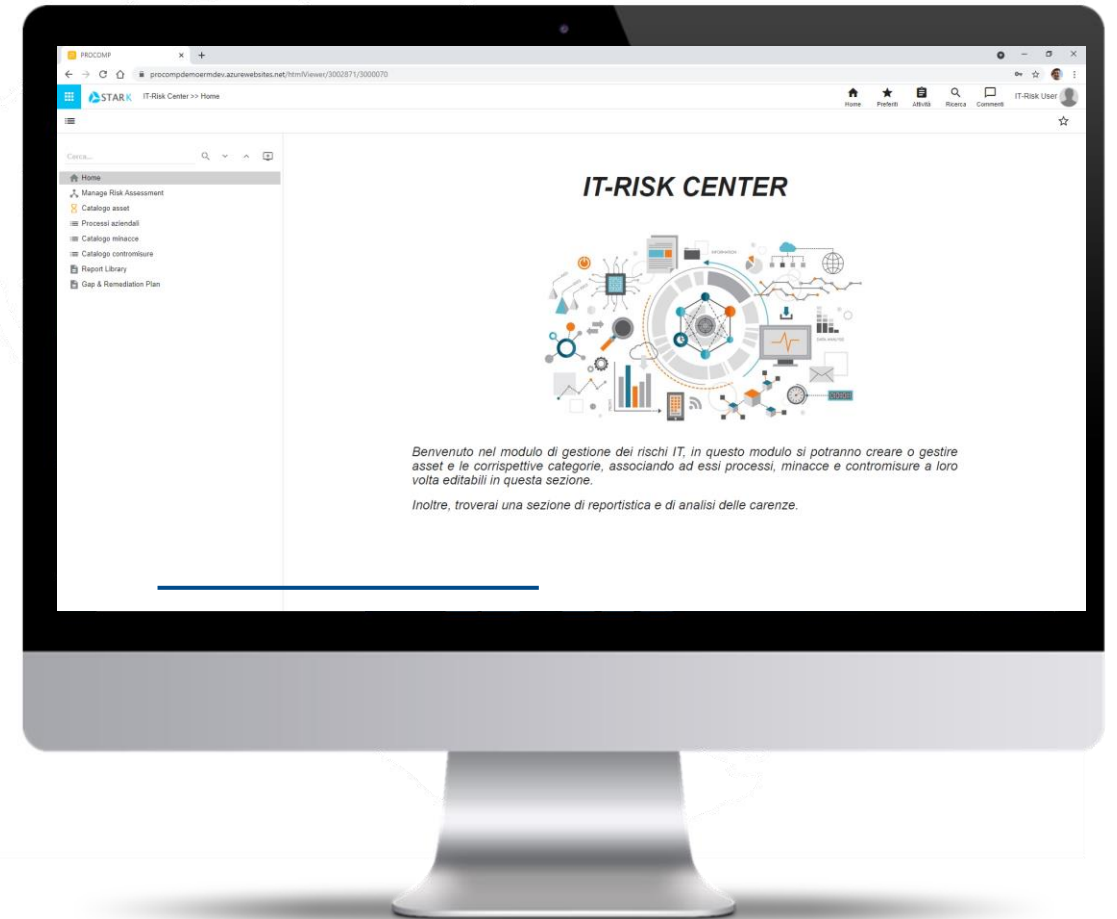 PROCOMP
procompdemoermdev.azurewebsites.net/htmlViewer/3002871/3000070
STARK IT-Risk Center >> Home
Home Preferiti Attività Ricerca Commenti IT-Risk User
Cerca...
Home
Manage Risk Assessment
Catalogo asset
Processi aziendali
Catalogo minacce
Catalogo contromisure
Report Library
Gap & Remediation Plan
IT-RISK CENTER
INFORMATION
DATA ANALYSIS
Benvenuto nel modulo di gestione dei rischi IT, in questo modulo si potranno creare o gestire
asset e le corrispettive categorie, associando ad essi processi, minacce e contromisure a loro
volta editabili in questa sezione.
Inoltre, troverai una sezione di reportistica e di analisi delle carenze.